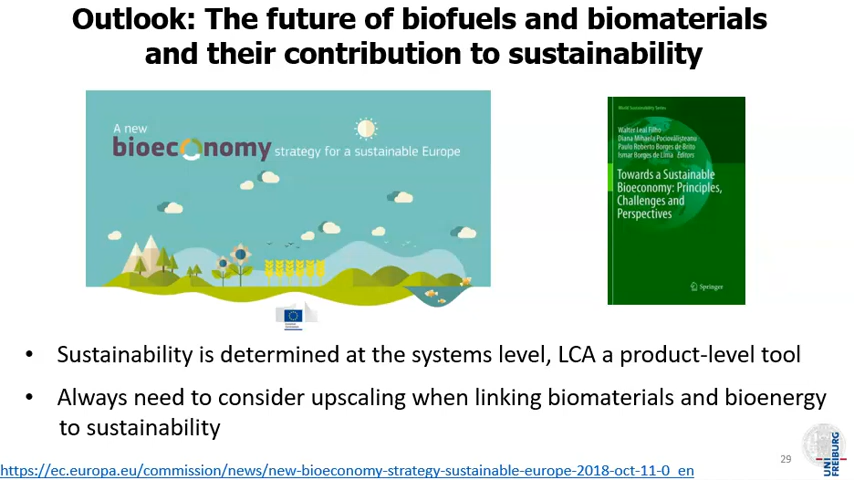 Outlook: The future of biofuels and biomaterials
and their contribution to sustainability
A new
bioeconomy strategy for a sustainable Europe
World Sustainability Series
Walter Leal Filho
Diana Mihaela Pociovălișteanu
Paulo Roberto Borges de Brito
Ismar Borges de Lima Editors
Towards a Sustainable
Bioeconomy: Principles,
Challenges and
Perspectives
Springer
• Sustainability is determined at the systems level, LCA a product-level tool
• Always need to consider upscaling when linking biomaterials and bioenergy
to sustainability
29
https://ec.europa.eu/commission/news/new-bioeconomy-strategy-sustainable-europe-2018-oct-11-0_en
UNI
FREIBURG